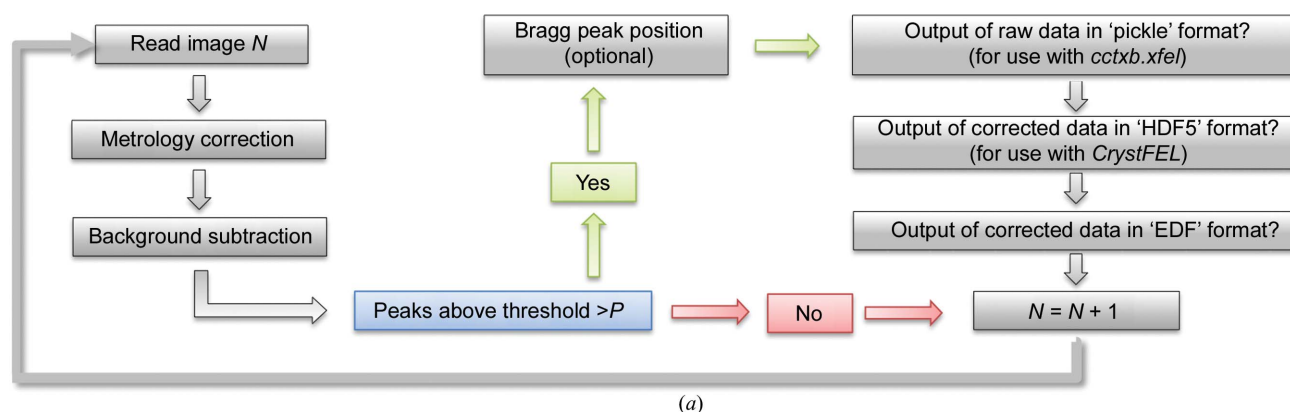 Read image N
Metrology correction
Background subtraction
Peaks above threshold >P
Yes
Bragg peak position
(optional)
Output of raw data in ‘pickle’ format?
(for use with cctxb.xfel)
Output of corrected data in ‘HDF5’ format?
(for use with CrystFEL)
Output of corrected data in ‘EDF’ format?
No
N = N + 1
(a)